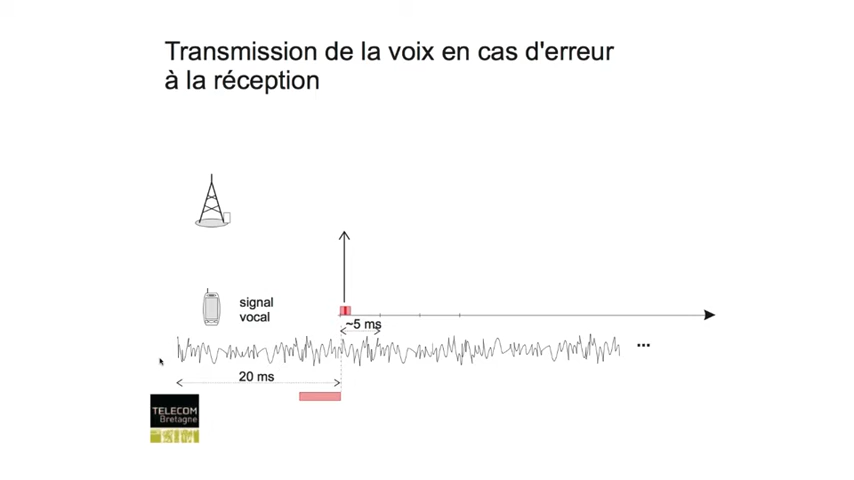 Transmission de la voix en cas d'erreur
à la réception
signal
vocal
~5 ms
...
20 ms
TELECOM
Bretagne